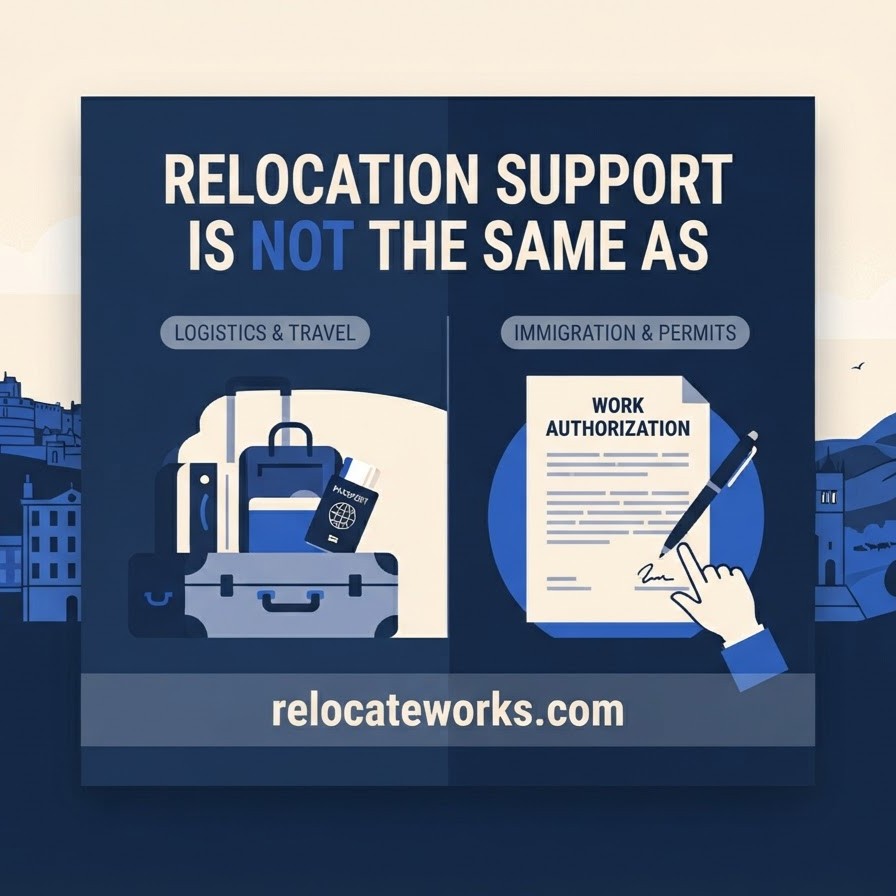 RELOCATION SUPPORT
IS NOT THE SAME AS
LOGISTICS & TRAVEL
IMMIGRATION & PERMITS
PASSPORT
WORK
AUTHORIZATION
relocateworks.com